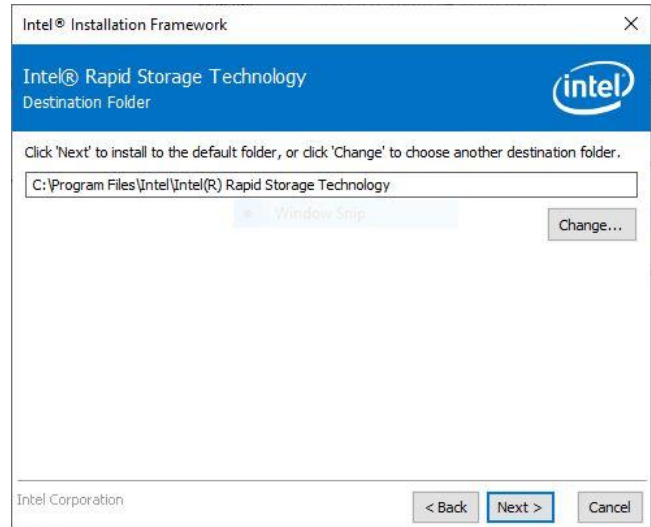 Intel® Installation Framework
Intel® Rapid Storage Technology
Destination Folder
intel
Click 'Next' to install to the default folder, or click 'Change' to choose another destination folder.
C:\Program Files\Intel\Intel(R) Rapid Storage Technology
Window Snip
Change...
Intel Corporation
< Back
Next >
Cancel